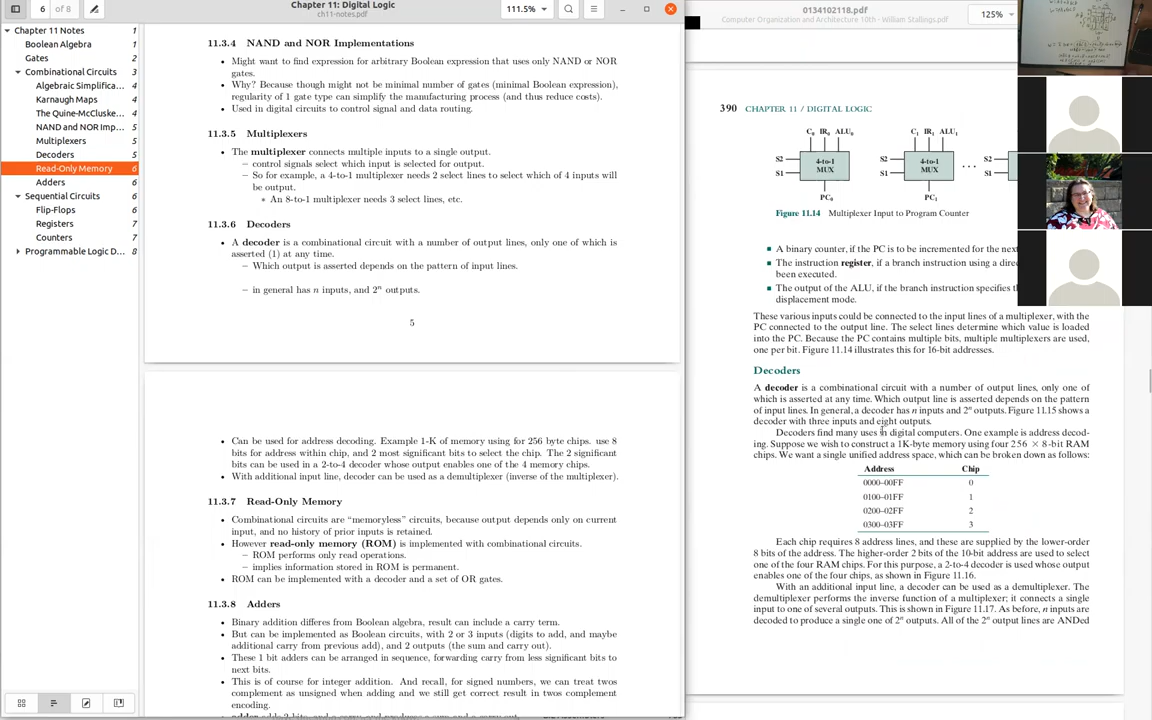 6 of 8
Chapter 11: Digital Logic
ch11-notes.pdf
111.5%
0134102118.pdf
Computer Organization and Architecture 10th - William Stallings.pdf
125%
Chapter 11 Notes 1
Boolean Algebra 1
Gates 2
Combinational Circuits 3
Algebraic Simplifica... 4
Karnaugh Maps 4
The Quine-McCluske... 4
NAND and NOR Imp... 5
Multiplexers 5
Decoders 5
Read-Only Memory 6
Adders 6
Sequential Circuits 6
Flip-Flops 6
Registers 7
Counters 7
Programmable Logic D... 8
11.3.4 NAND and NOR Implementations
• Might want to find expression for arbitrary Boolean expression that uses only NAND or NOR
gates.
• Why? Because though might not be minimal number of gates (minimal Boolean expression),
regularity of 1 gate type can simplify the manufacturing process (and thus reduce costs).
• Used in digital circuits to control signal and data routing.
11.3.5 Multiplexers
• The multiplexer connects multiple inputs to a single output.
– control signals select which input is selected for output.
– So for example, a 4-to-1 multiplexer needs 2 select lines to select which of 4 inputs will
be output.
∗ An 8-to-1 multiplexer needs 3 select lines, etc.
11.3.6 Decoders
• A decoder is a combinational circuit with a number of output lines, only one of which is
asserted (1) at any time.
– Which output is asserted depends on the pattern of input lines.
– in general has n inputs, and 2ⁿ outputs.
5
• Can be used for address decoding. Example 1-K of memory using for 256 byte chips. use 8
bits for address within chip, and 2 most significant bits to select the chip. The 2 significant
bits can be used in a 2-to-4 decoder whose output enables one of the 4 memory chips.
• With additional input line, decoder can be used as a demultiplexer (inverse of the multiplexer).
11.3.7 Read-Only Memory
• Combinational circuits are “memoryless” circuits, because output depends only on current
input, and no history of prior inputs is retained.
• However read-only memory (ROM) is implemented with combinational circuits.
– ROM performs only read operations.
– implies information stored in ROM is permanent.
• ROM can be implemented with a decoder and a set of OR gates.
11.3.8 Adders
• Binary addition differs from Boolean algebra, result can include a carry term.
• But can be implemented as Boolean circuits, with 2 or 3 inputs (digits to add, and maybe
additional carry from previous add), and 2 outputs (the sum and carry out).
• These 1 bit adders can be arranged in sequence, forwarding carry from less significant bits to
next bits.
• This is of course for integer addition. And recall, for signed numbers, we can treat twos
complement as unsigned when adding and we still get correct result in twos complement
encoding.
390 CHAPTER 11 / DIGITAL LOGIC
C₀ IR₀ ALU₀ C₁ IR₁ ALU₁
S2 4-to-1 S2 4-to-1 ... S2
S1 MUX S1 MUX S1
PC₀ PC₁
Figure 11.14 Multiplexer Input to Program Counter
■ A binary counter, if the PC is to be incremented for the next
■ The instruction register, if a branch instruction using a direc
been executed.
■ The output of the ALU, if the branch instruction specifies th
displacement mode.
These various inputs could be connected to the input lines of a multiplexer, with the
PC connected to the output line. The select lines determine which value is loaded
into the PC. Because the PC contains multiple bits, multiple multiplexers are used,
one per bit. Figure 11.14 illustrates this for 16-bit addresses.
Decoders
A decoder is a combinational circuit with a number of output lines, only one of
which is asserted at any time. Which output line is asserted depends on the pattern
of input lines. In general, a decoder has n inputs and 2ⁿ outputs. Figure 11.15 shows a
decoder with three inputs and eight outputs.
Decoders find many uses in digital computers. One example is address decod-
ing. Suppose we wish to construct a 1K-byte memory using four 256 × 8-bit RAM
chips. We want a single unified address space, which can be broken down as follows:
Address Chip
0000–00FF 0
0100–01FF 1
0200–02FF 2
0300–03FF 3
Each chip requires 8 address lines, and these are supplied by the lower-order
8 bits of the address. The higher-order 2 bits of the 10-bit address are used to select
one of the four RAM chips. For this purpose, a 2-to-4 decoder is used whose output
enables one of the four chips, as shown in Figure 11.16.
With an additional input line, a decoder can be used as a demultiplexer. The
demultiplexer performs the inverse function of a multiplexer; it connects a single
input to one of several outputs. This is shown in Figure 11.17. As before, n inputs are
decoded to produce a single one of 2ⁿ outputs. All of the 2ⁿ output lines are ANDed